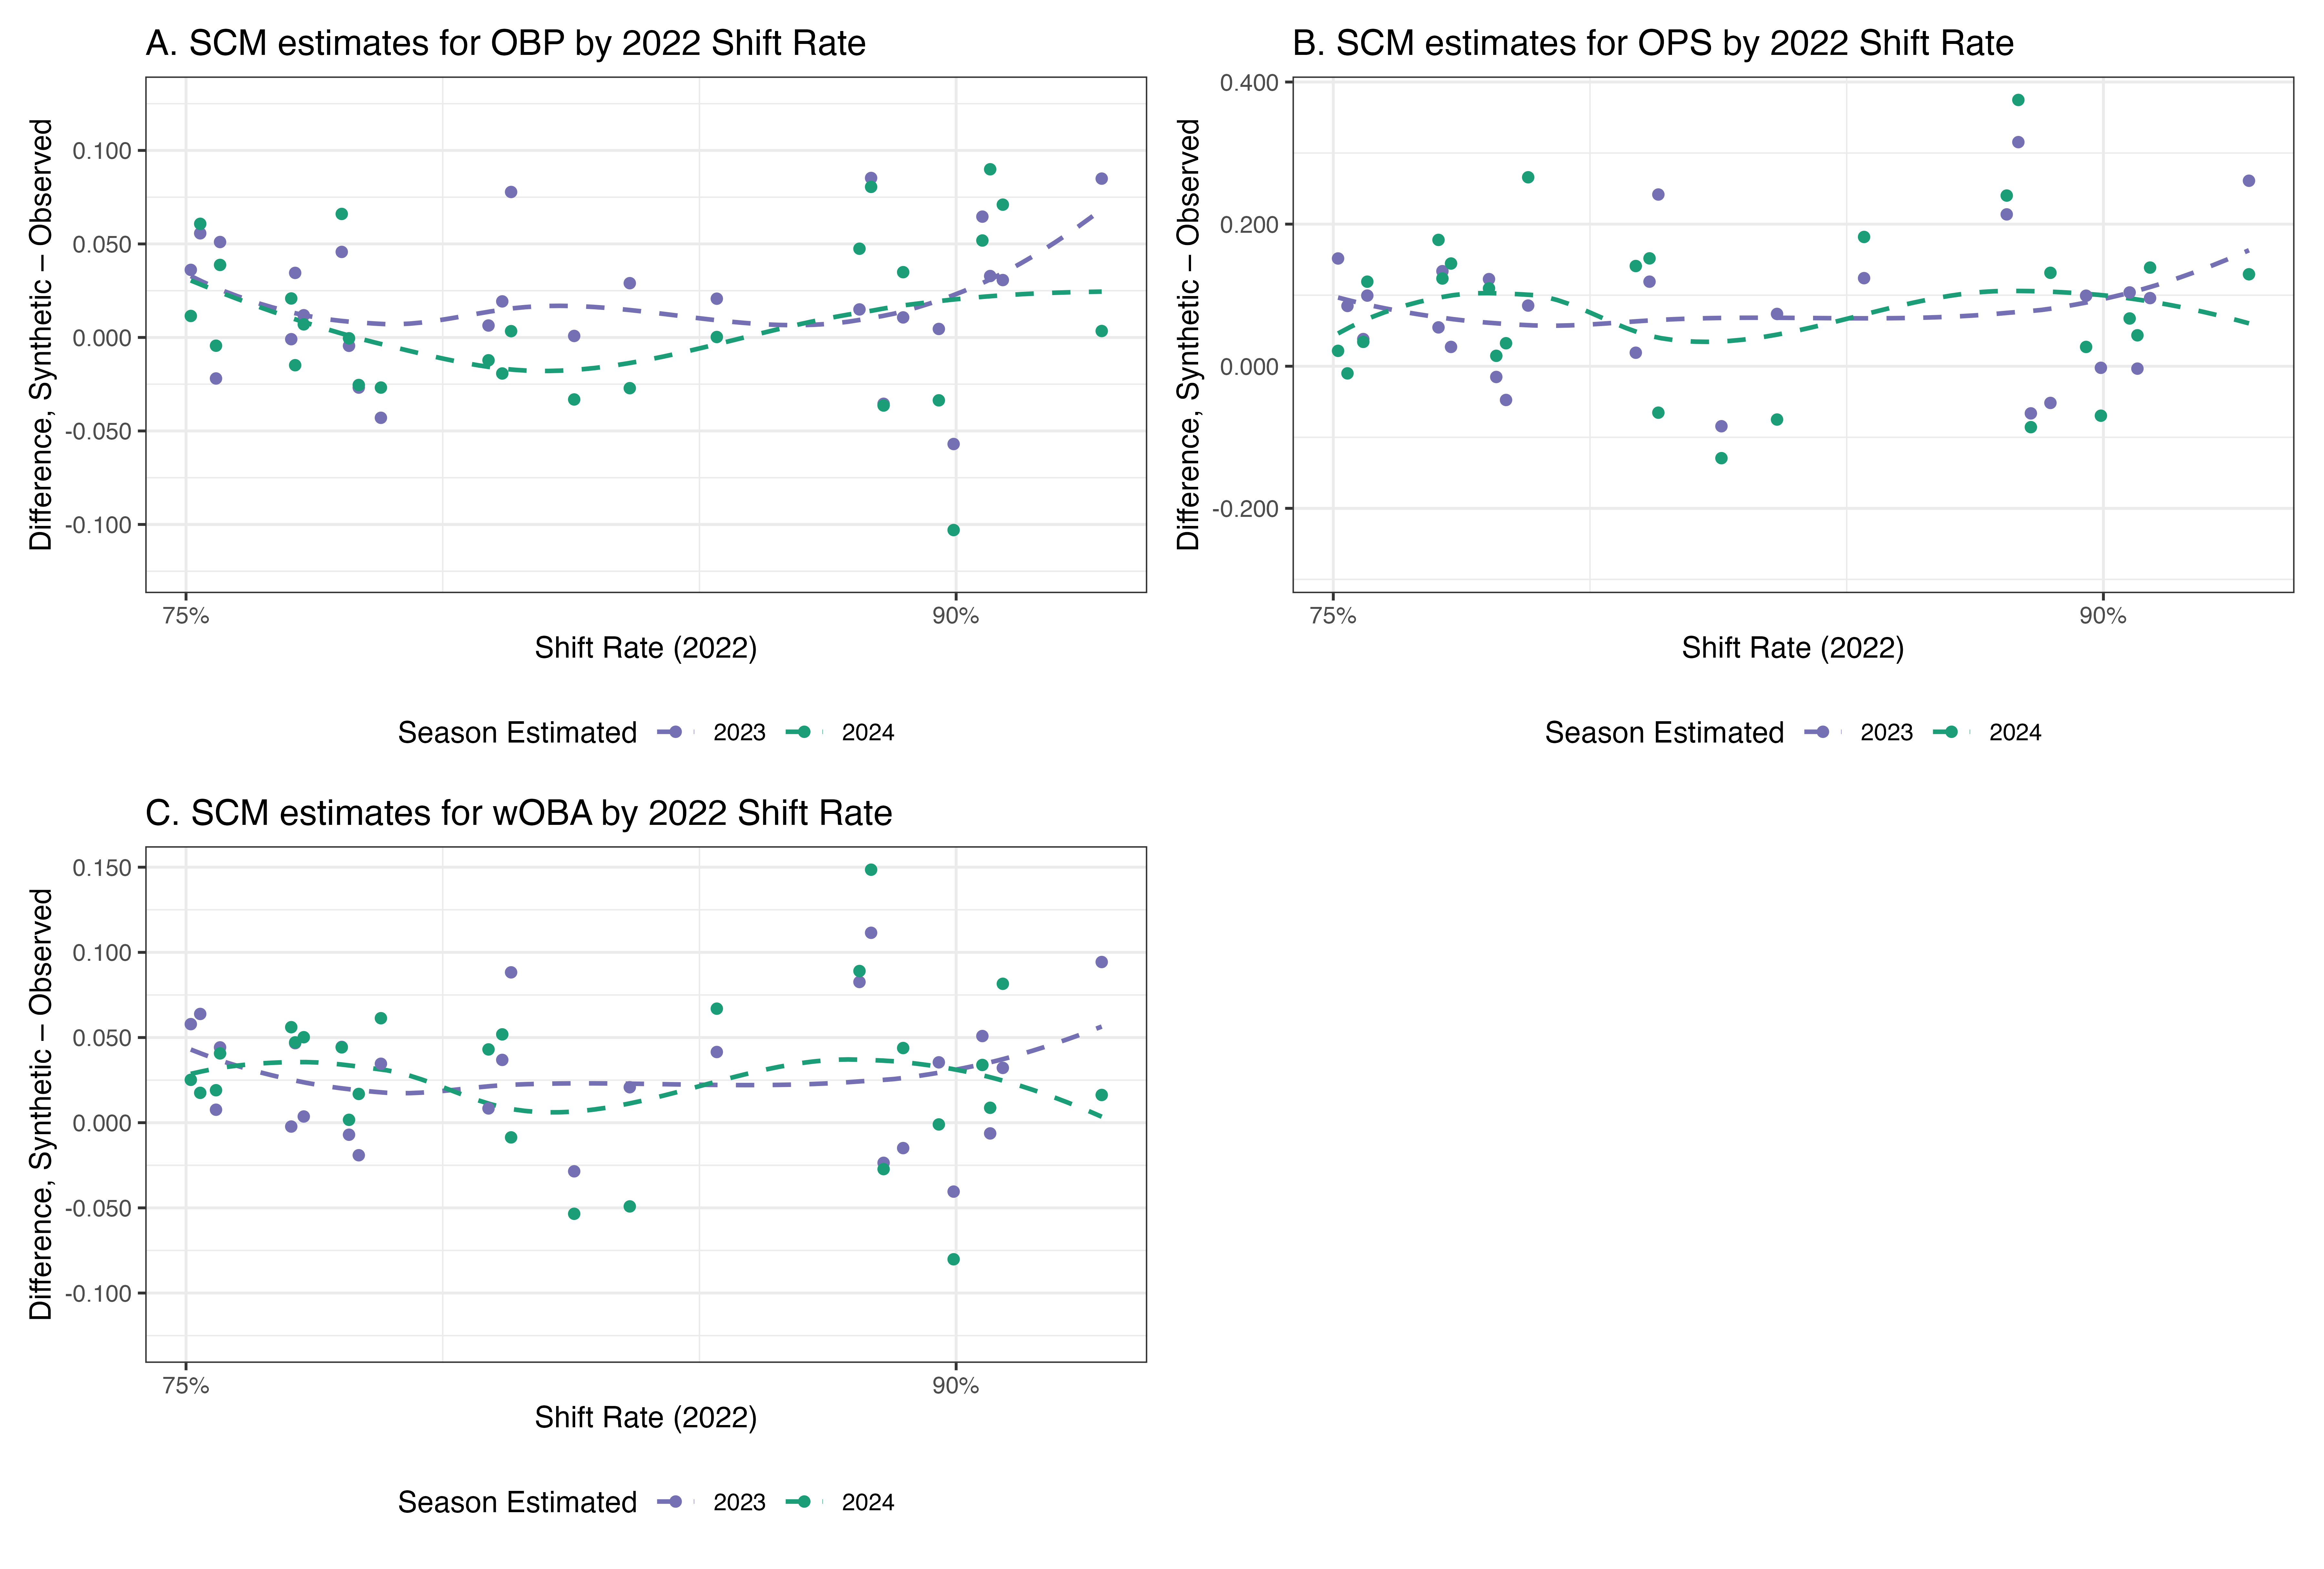 A. SCM estimates for OBP by 2022 Shift Rate
Difference, Synthetic − Observed
0.100
0.050
0.000
-0.050
-0.100
75%
90%
Shift Rate (2022)
Season Estimated 2023 2024
B. SCM estimates for OPS by 2022 Shift Rate
Difference, Synthetic − Observed
0.400
0.200
0.000
-0.200
75%
90%
Shift Rate (2022)
Season Estimated 2023 2024
C. SCM estimates for wOBA by 2022 Shift Rate
Difference, Synthetic − Observed
0.150
0.100
0.050
0.000
-0.050
-0.100
75%
90%
Shift Rate (2022)
Season Estimated 2023 2024